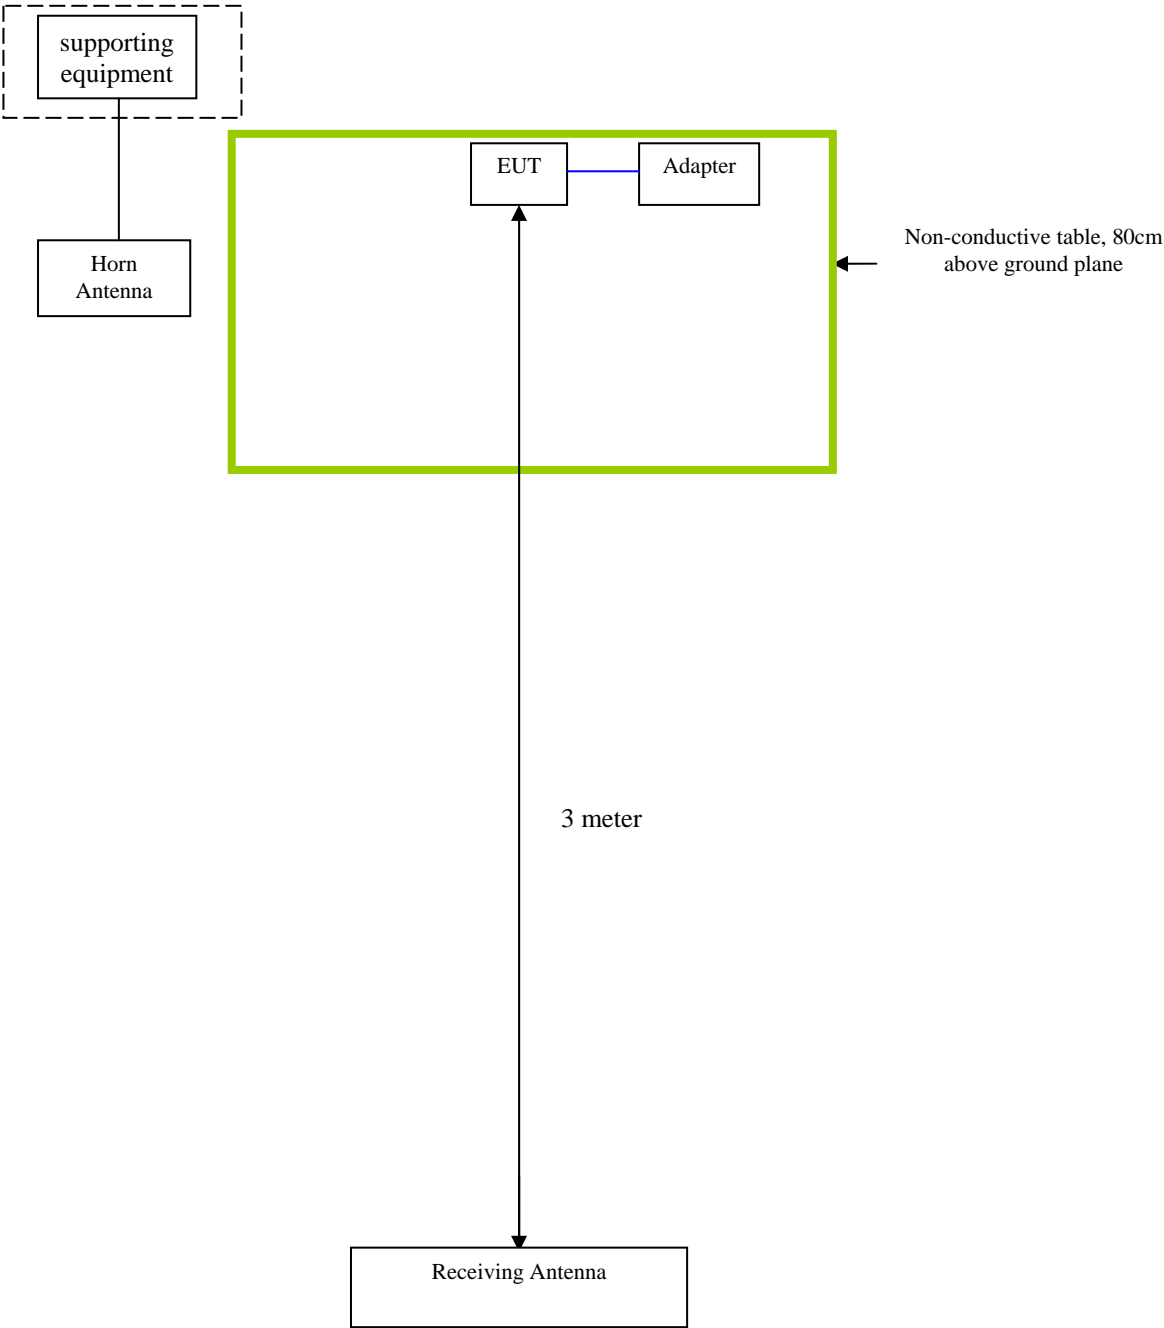 supporting
equipment
EUT
Adapter
Horn
Antenna
Non-conductive table, 80cm
above ground plane
3 meter
Receiving Antenna